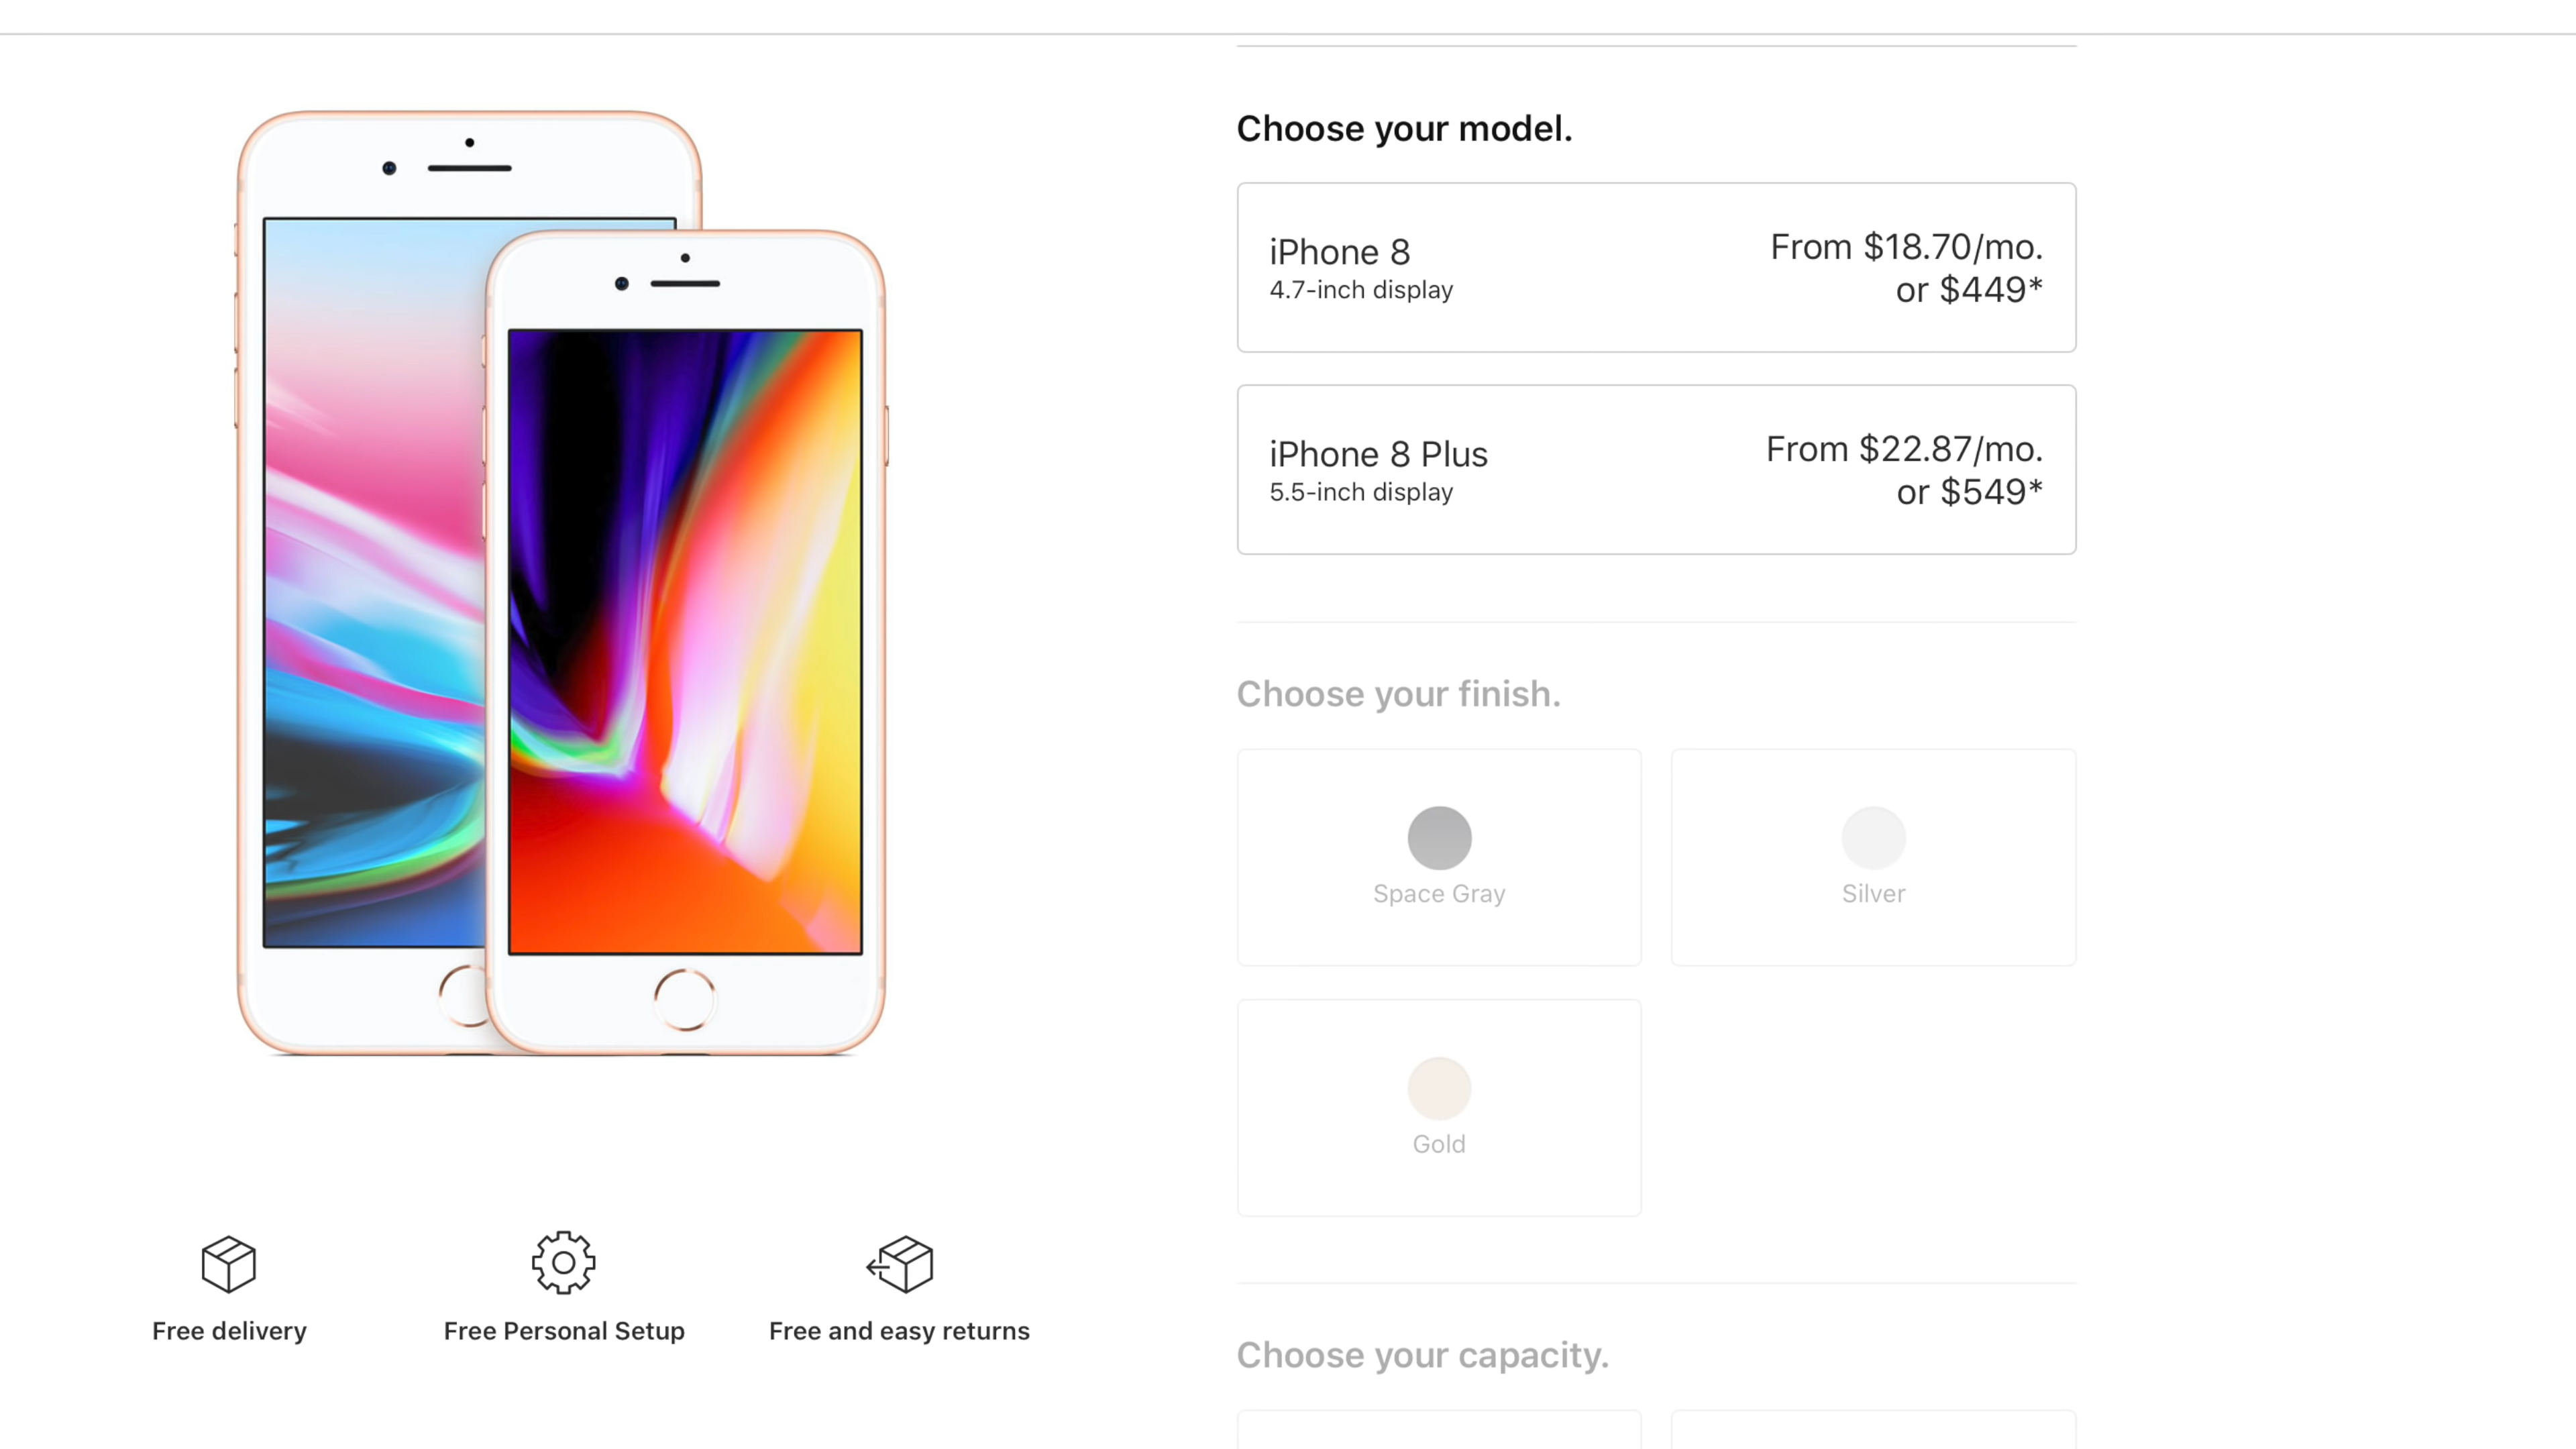 Choose your model.
iPhone 8
4.7-inch display
From $18.70/mo.
or $449*
iPhone 8 Plus
5.5-inch display
From $22.87/mo.
or $549*
Choose your finish.
Space Gray
Silver
Gold
Choose your capacity.
Free delivery
Free Personal Setup
Free and easy returns